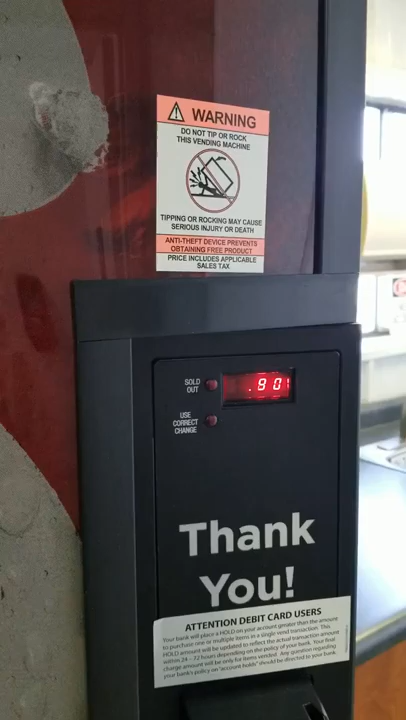 WARNING
DO NOT TIP OR ROCK
THIS VENDING MACHINE
TIPPING OR ROCKING MAY CAUSE
SERIOUS INJURY OR DEATH
ANTI-THEFT DEVICE PREVENTS
OBTAINING FREE PRODUCT
PRICE INCLUDES APPLICABLE
SALES TAX
SOLD
OUT
.80
USE
CORRECT
CHANGE
Thank
You!
ATTENTION DEBIT CARD USERS
Your bank will place a HOLD on your account greater than the amount
to purchase one or multiple items in a single vend transaction. This
HOLD amount will be updated to reflect the actual transaction amount
within 24 - 72 hours depending on the policy of your bank. Your final
charge amount will be only for items vended. Any question regarding
your bank's policy on "account holds" should be directed to your bank.